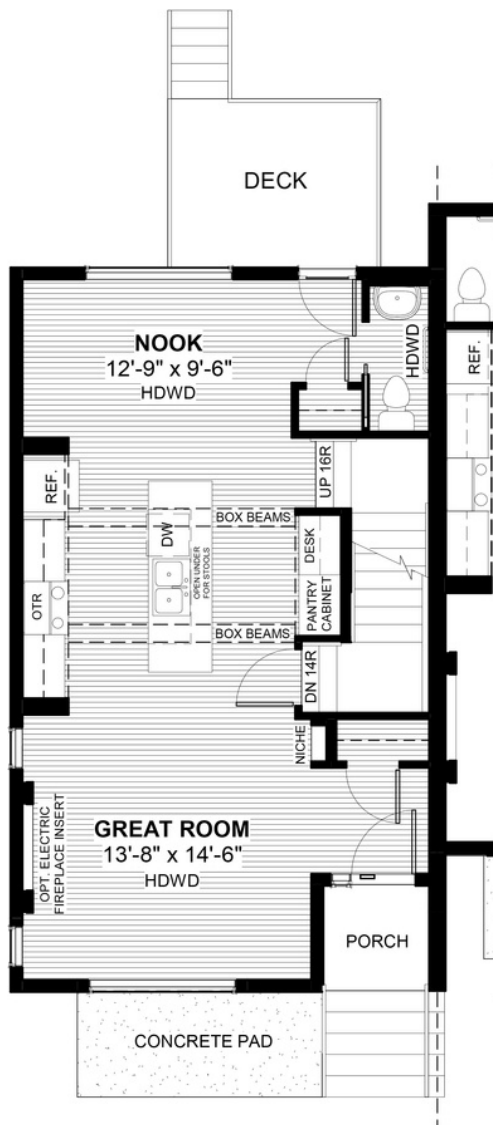 DECK
NOOK
12'-9" x 9'-6"
HDWD
HDWD
REF.
REF.
UP 16R
BOX BEAMS
DW
OPEN UNDER
FOR STOOLS
DESK
PANTRY
CABINET
OTR
BOX BEAMS
DN 14R
NICHE
GREAT ROOM
13'-8" x 14'-6"
HDWD
OPT. ELECTRIC
FIREPLACE INSERT
PORCH
CONCRETE PAD